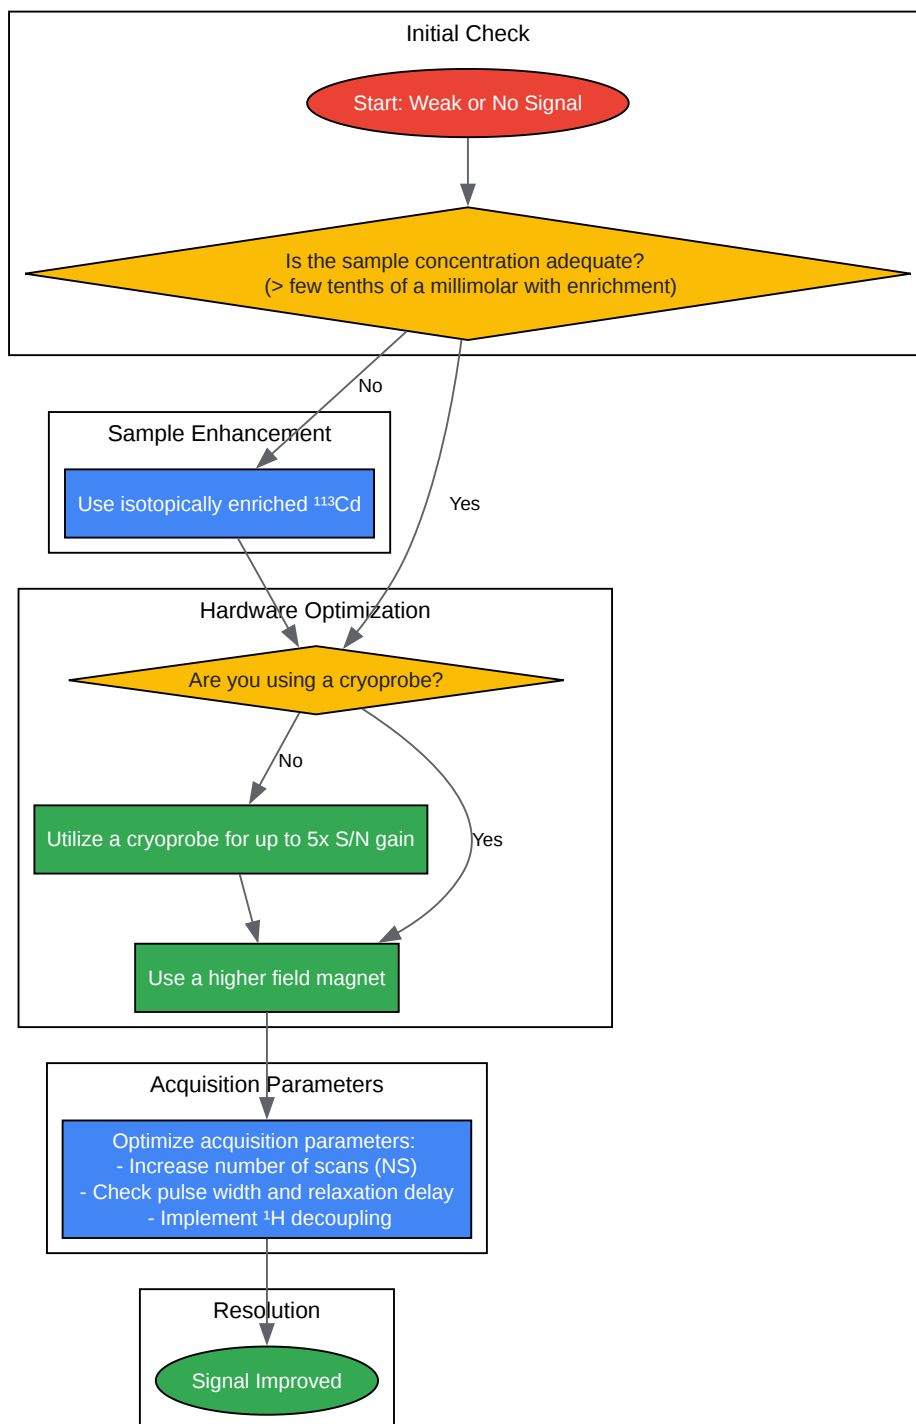 Initial Check
Start: Weak or No Signal
Is the sample concentration adequate?
(> few tenths of a millimolar with enrichment)
No
Sample Enhancement
Use isotopically enriched ¹¹³Cd
Yes
Hardware Optimization
Are you using a cryoprobe?
No
Utilize a cryoprobe for up to 5x S/N gain
Yes
Use a higher field magnet
Acquisition Parameters
Optimize acquisition parameters:
- Increase number of scans (NS)
- Check pulse width and relaxation delay
- Implement ¹H decoupling
Resolution
Signal Improved